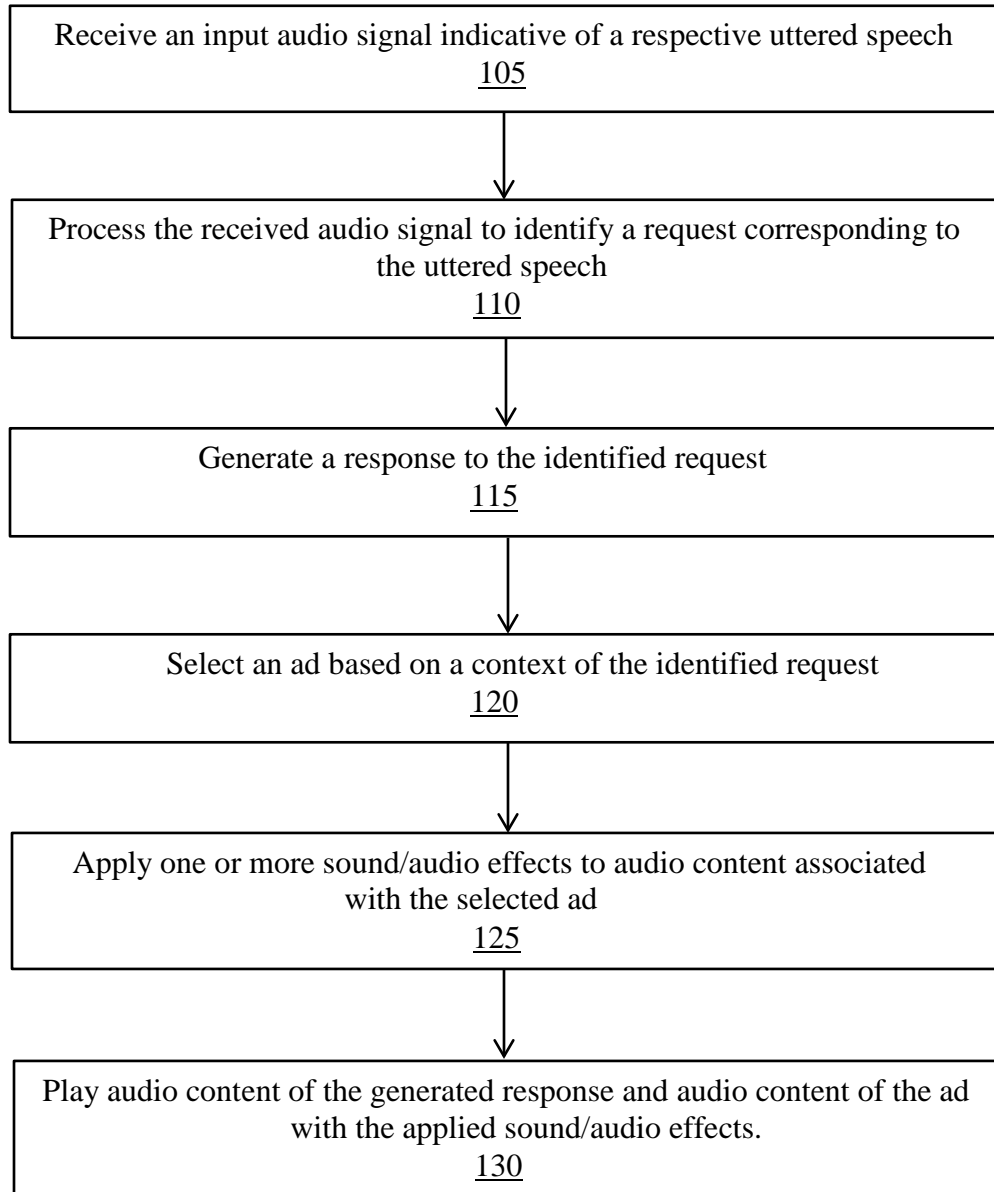 Receive an input audio signal indicative of a respective uttered speech
105
Process the received audio signal to identify a request corresponding to
the uttered speech
110
Generate a response to the identified request
115
Select an ad based on a context of the identified request
120
Apply one or more sound/audio effects to audio content associated
with the selected ad
125
Play audio content of the generated response and audio content of the ad
with the applied sound/audio effects.
130